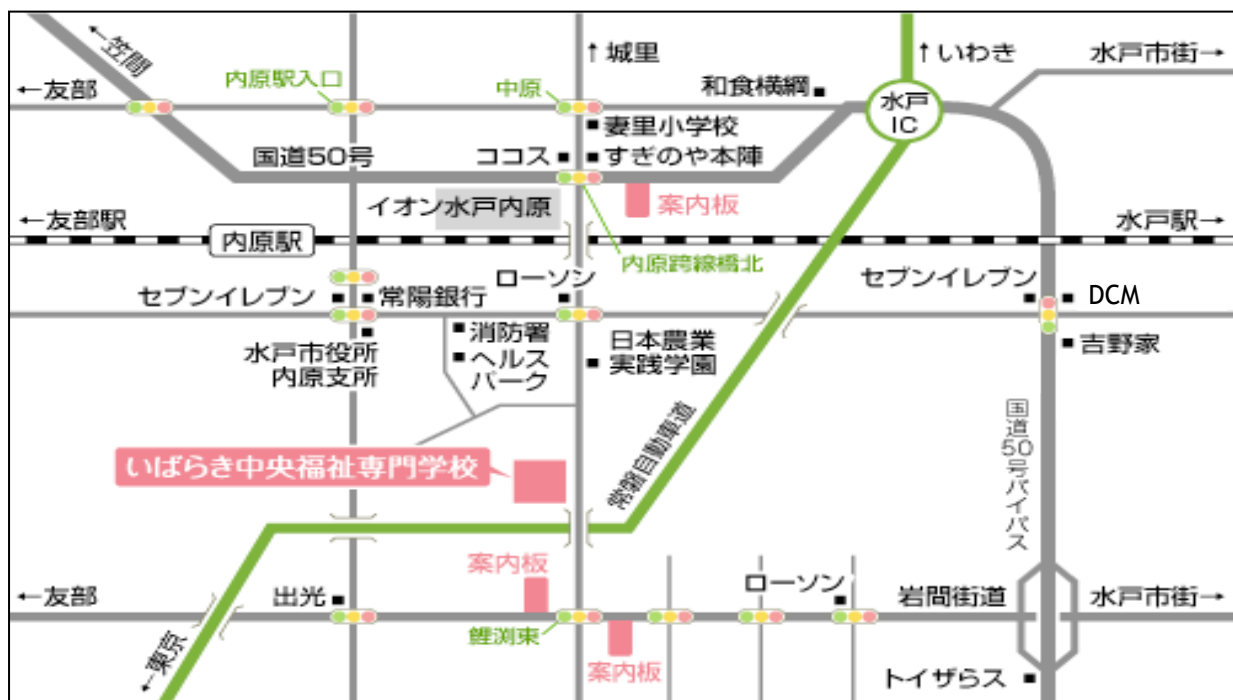 ←笠間
↑城里
↑いわき
水戸市街→
←友部
内原駅入口
中原
和食横綱
水戸
IC
妻里小学校
国道50号
ココス
すぎのや本陣
イオン水戸内原
案内板
←友部駅
水戸駅→
内原駅
内原跨線橋北
ローソン
セブンイレブン
常陽銀行
セブンイレブン
DCM
消防署
日本農業
実践学園
水戸市役所
内原支所
ヘルス
パーク
吉野家
国道50号バイパス
常磐自動車道
いばらき中央福祉専門学校
案内板
ローソン
←友部
出光
岩間街道
水戸市街→
鯉渕東
←東京
案内板
トイザらス